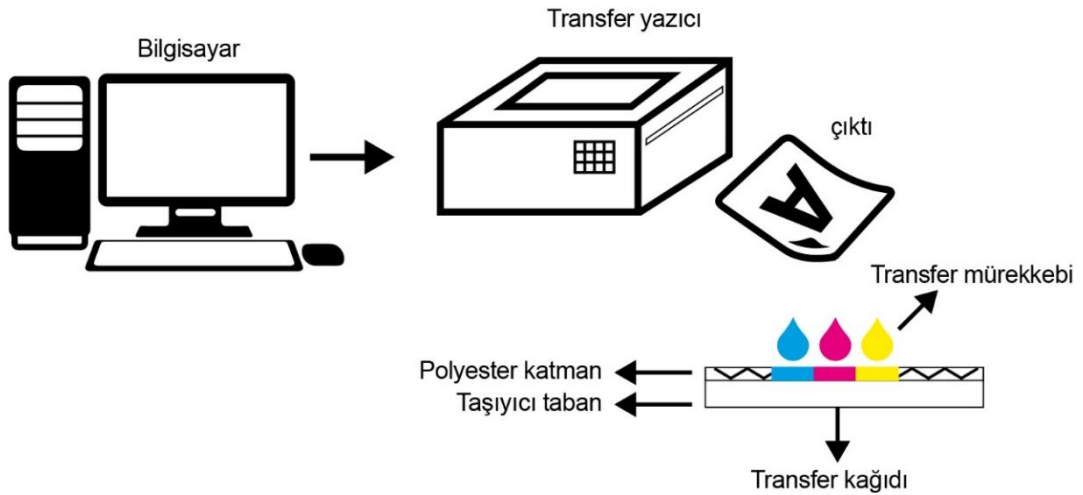 Transfer yazıcı
Bilgisayar
çıktı
A
Transfer mürekkebi
Polyester katman
Taşıyıcı taban
Transfer kağıdı